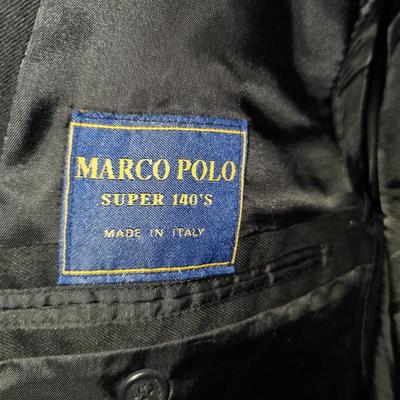 MARCO POLO
SUPER 140'S
MADE IN ITALY